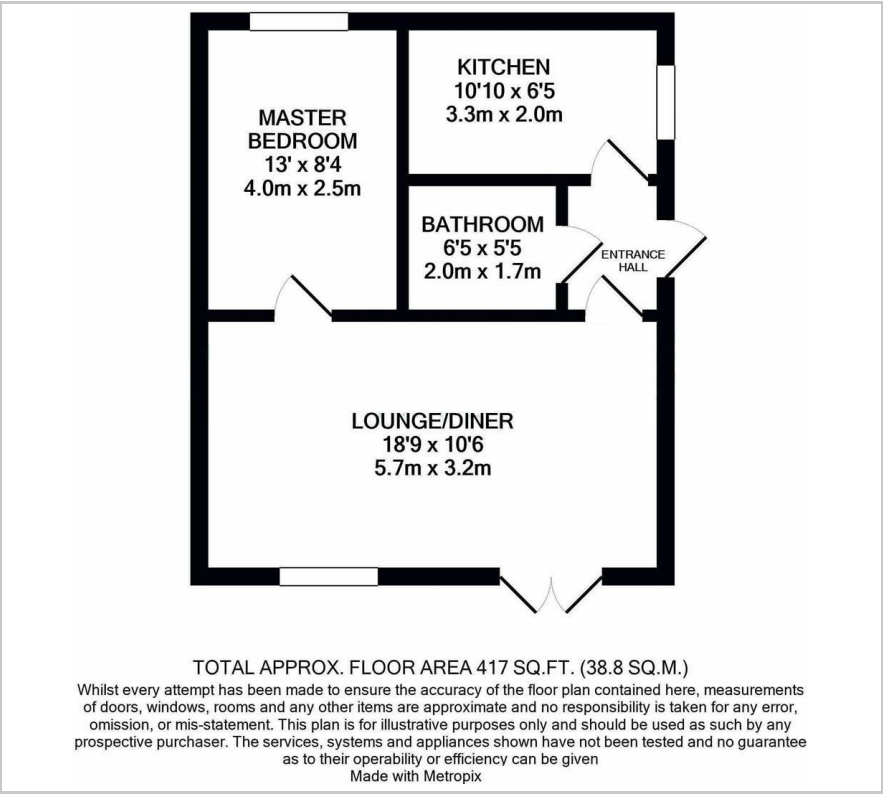 KITCHEN
10'10 x 6'5
3.3m x 2.0m
MASTER
BEDROOM
13' x 8'4
4.0m x 2.5m
BATHROOM
6'5 x 5'5
2.0m x 1.7m
ENTRANCE
HALL
LOUNGE/DINER
18'9 x 10'6
5.7m x 3.2m
TOTAL APPROX. FLOOR AREA 417 SQ.FT. (38.8 SQ.M.)
Whilst every attempt has been made to ensure the accuracy of the floor plan contained here, measurements
of doors, windows, rooms and any other items are approximate and no responsibility is taken for any error,
omission, or mis-statement. This plan is for illustrative purposes only and should be used as such by any
prospective purchaser. The services, systems and appliances shown have not been tested and no guarantee
as to their operability or efficiency can be given
Made with Metropix